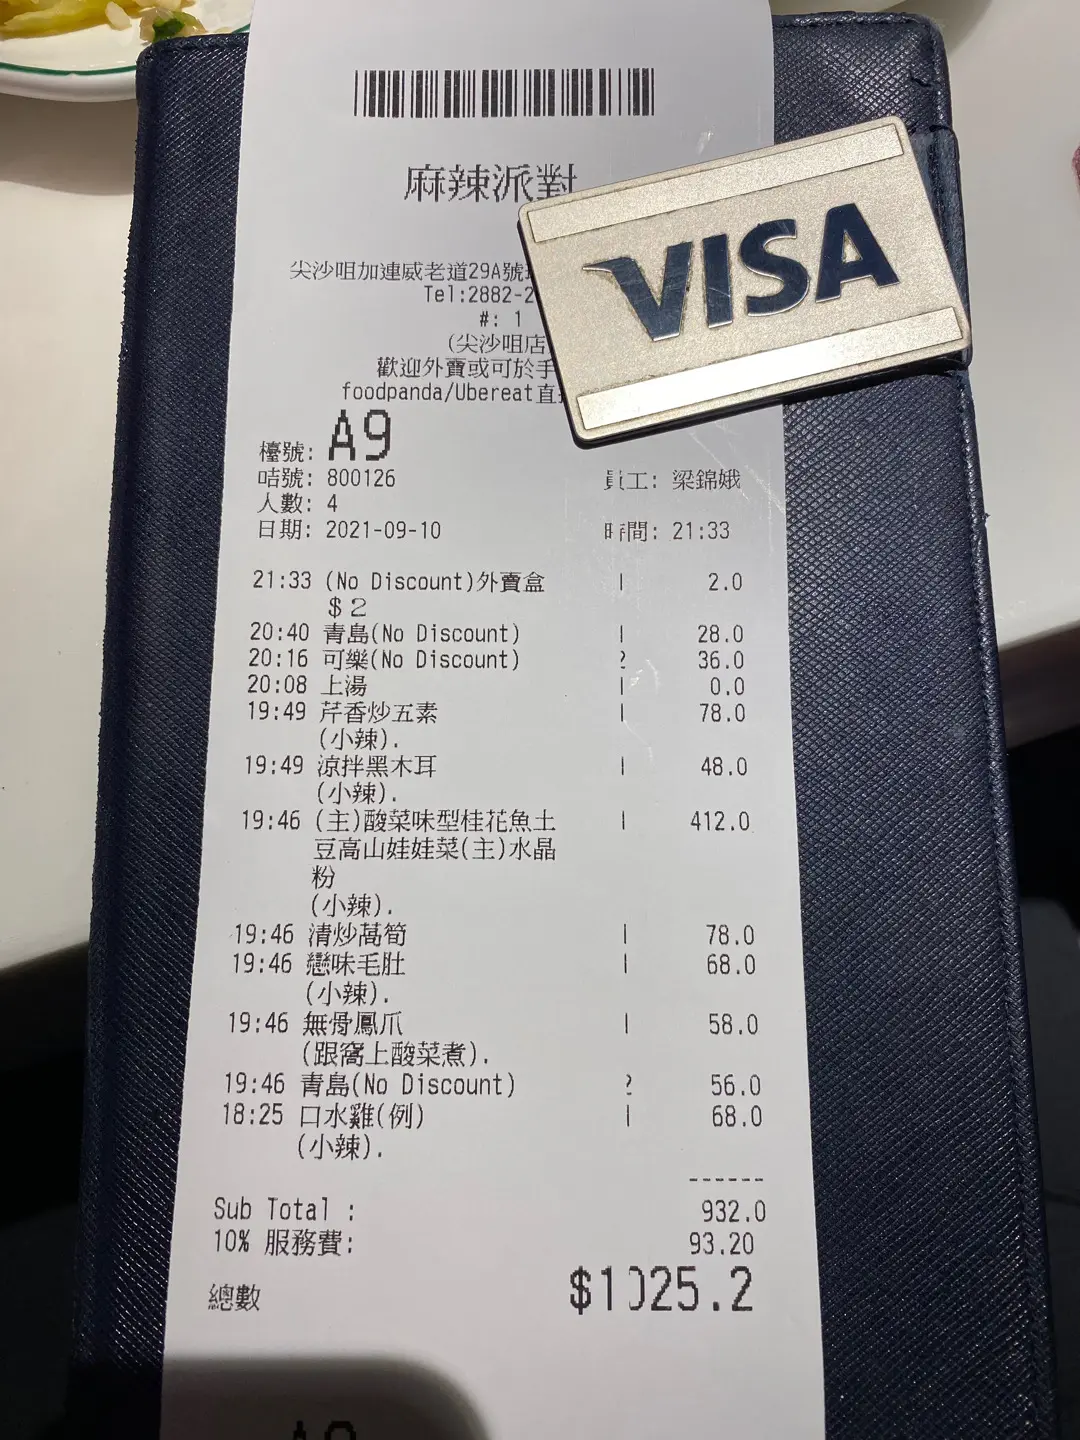 麻辣派對
VISA
尖沙咀加連威老道29A號
Tel:2882-2
#: 1
(尖沙咀店
歡迎外賣或可於手
foodpanda/Ubereat直
檯號: A9
咭號: 800126 員工: 梁錦娥
人數: 4
日期: 2021-09-10 時間: 21:33
21:33 (No Discount)外賣盒 1 2.0
$2
20:40 青島(No Discount) 1 28.0
20:16 可樂(No Discount) 2 36.0
20:08 上湯 1 0.0
19:49 芹香炒五素 1 78.0
(小辣).
19:49 涼拌黑木耳 1 48.0
(小辣).
19:46 (主)酸菜味型桂花魚土 1 412.0
豆高山娃娃菜(主)水晶
粉
(小辣).
19:46 清炒萵筍 1 78.0
19:46 戀味毛肚 1 68.0
(小辣).
19:46 無骨鳳爪 1 58.0
(跟窩上酸菜煮).
19:46 青島(No Discount) 2 56.0
18:25 口水雞(例) 1 68.0
(小辣).
------
Sub Total : 932.0
10% 服務費: 93.20
總數 $1025.2